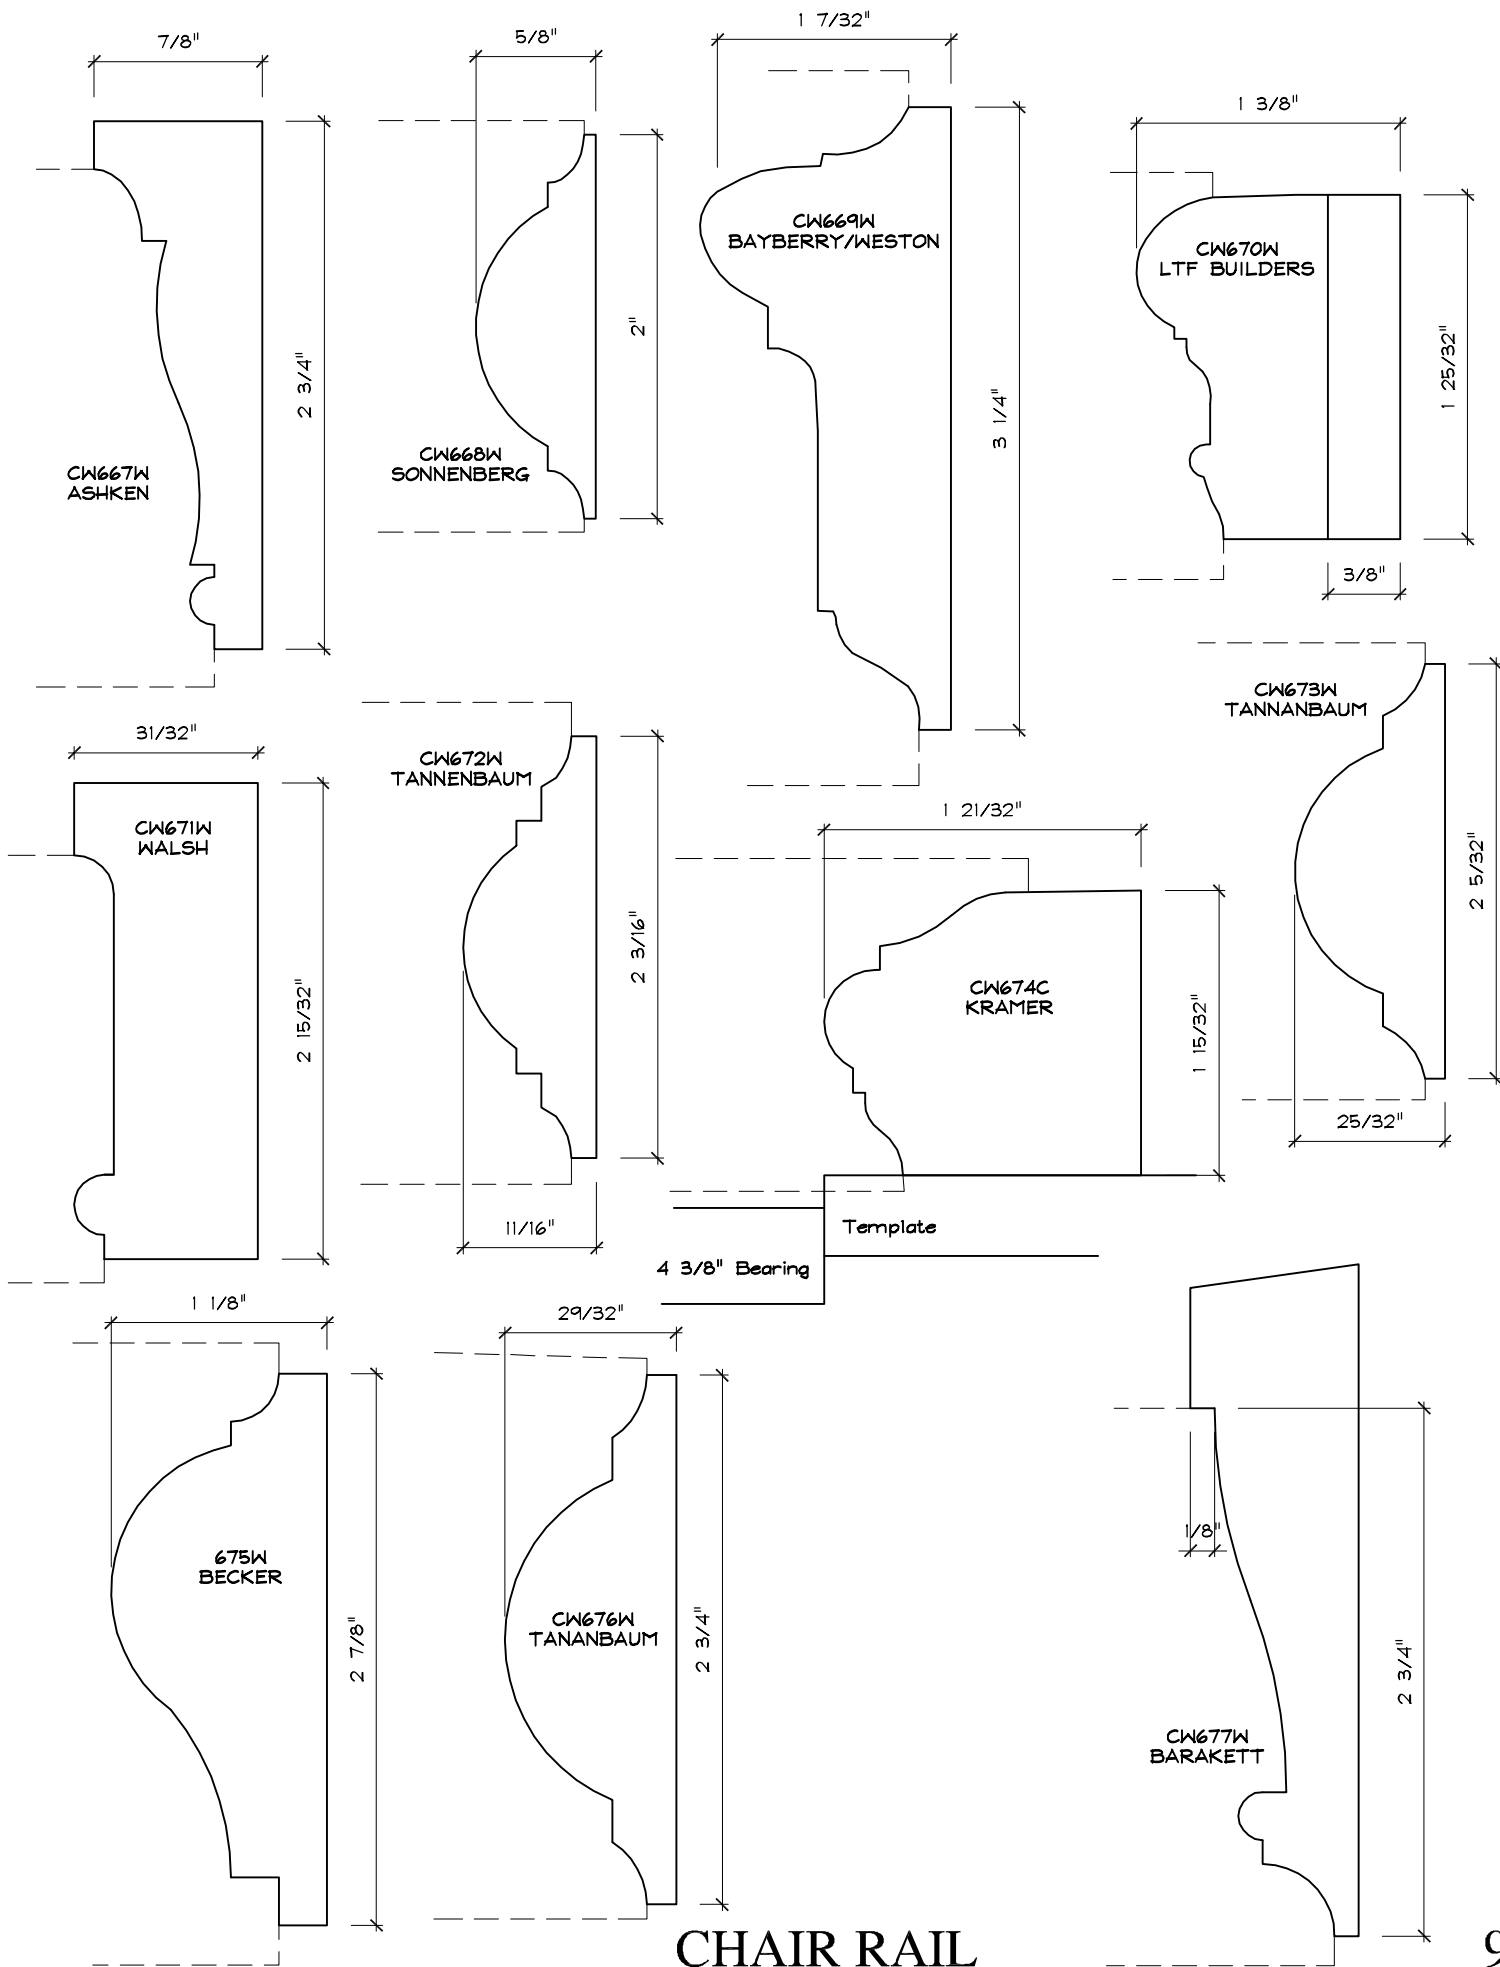 7/8"
5/8"
1 7/32"
1 3/8"
CW669W
BAYBERRY/WESTON
CW670W
LTF BUILDERS
2"
2 3/4"
1 25/32"
3 1/4"
CW667W
ASHKEN
CW668W
SONNENBERG
3/8"
CW673W
TANNANBAUM
31/32"
CW672W
TANNENBAUM
1 21/32"
CW671W
WALSH
2 5/32"
2 3/16"
CW674C
KRAMER
2 15/32"
1 15/32"
25/32"
11/16"
Template
4 3/8" Bearing
1 1/8"
29/32"
1/8"
675W
BECKER
CW676W
TANANBAUM
2 7/8"
2 3/4"
2 3/4"
CW677W
BARAKETT
CHAIR RAIL
9